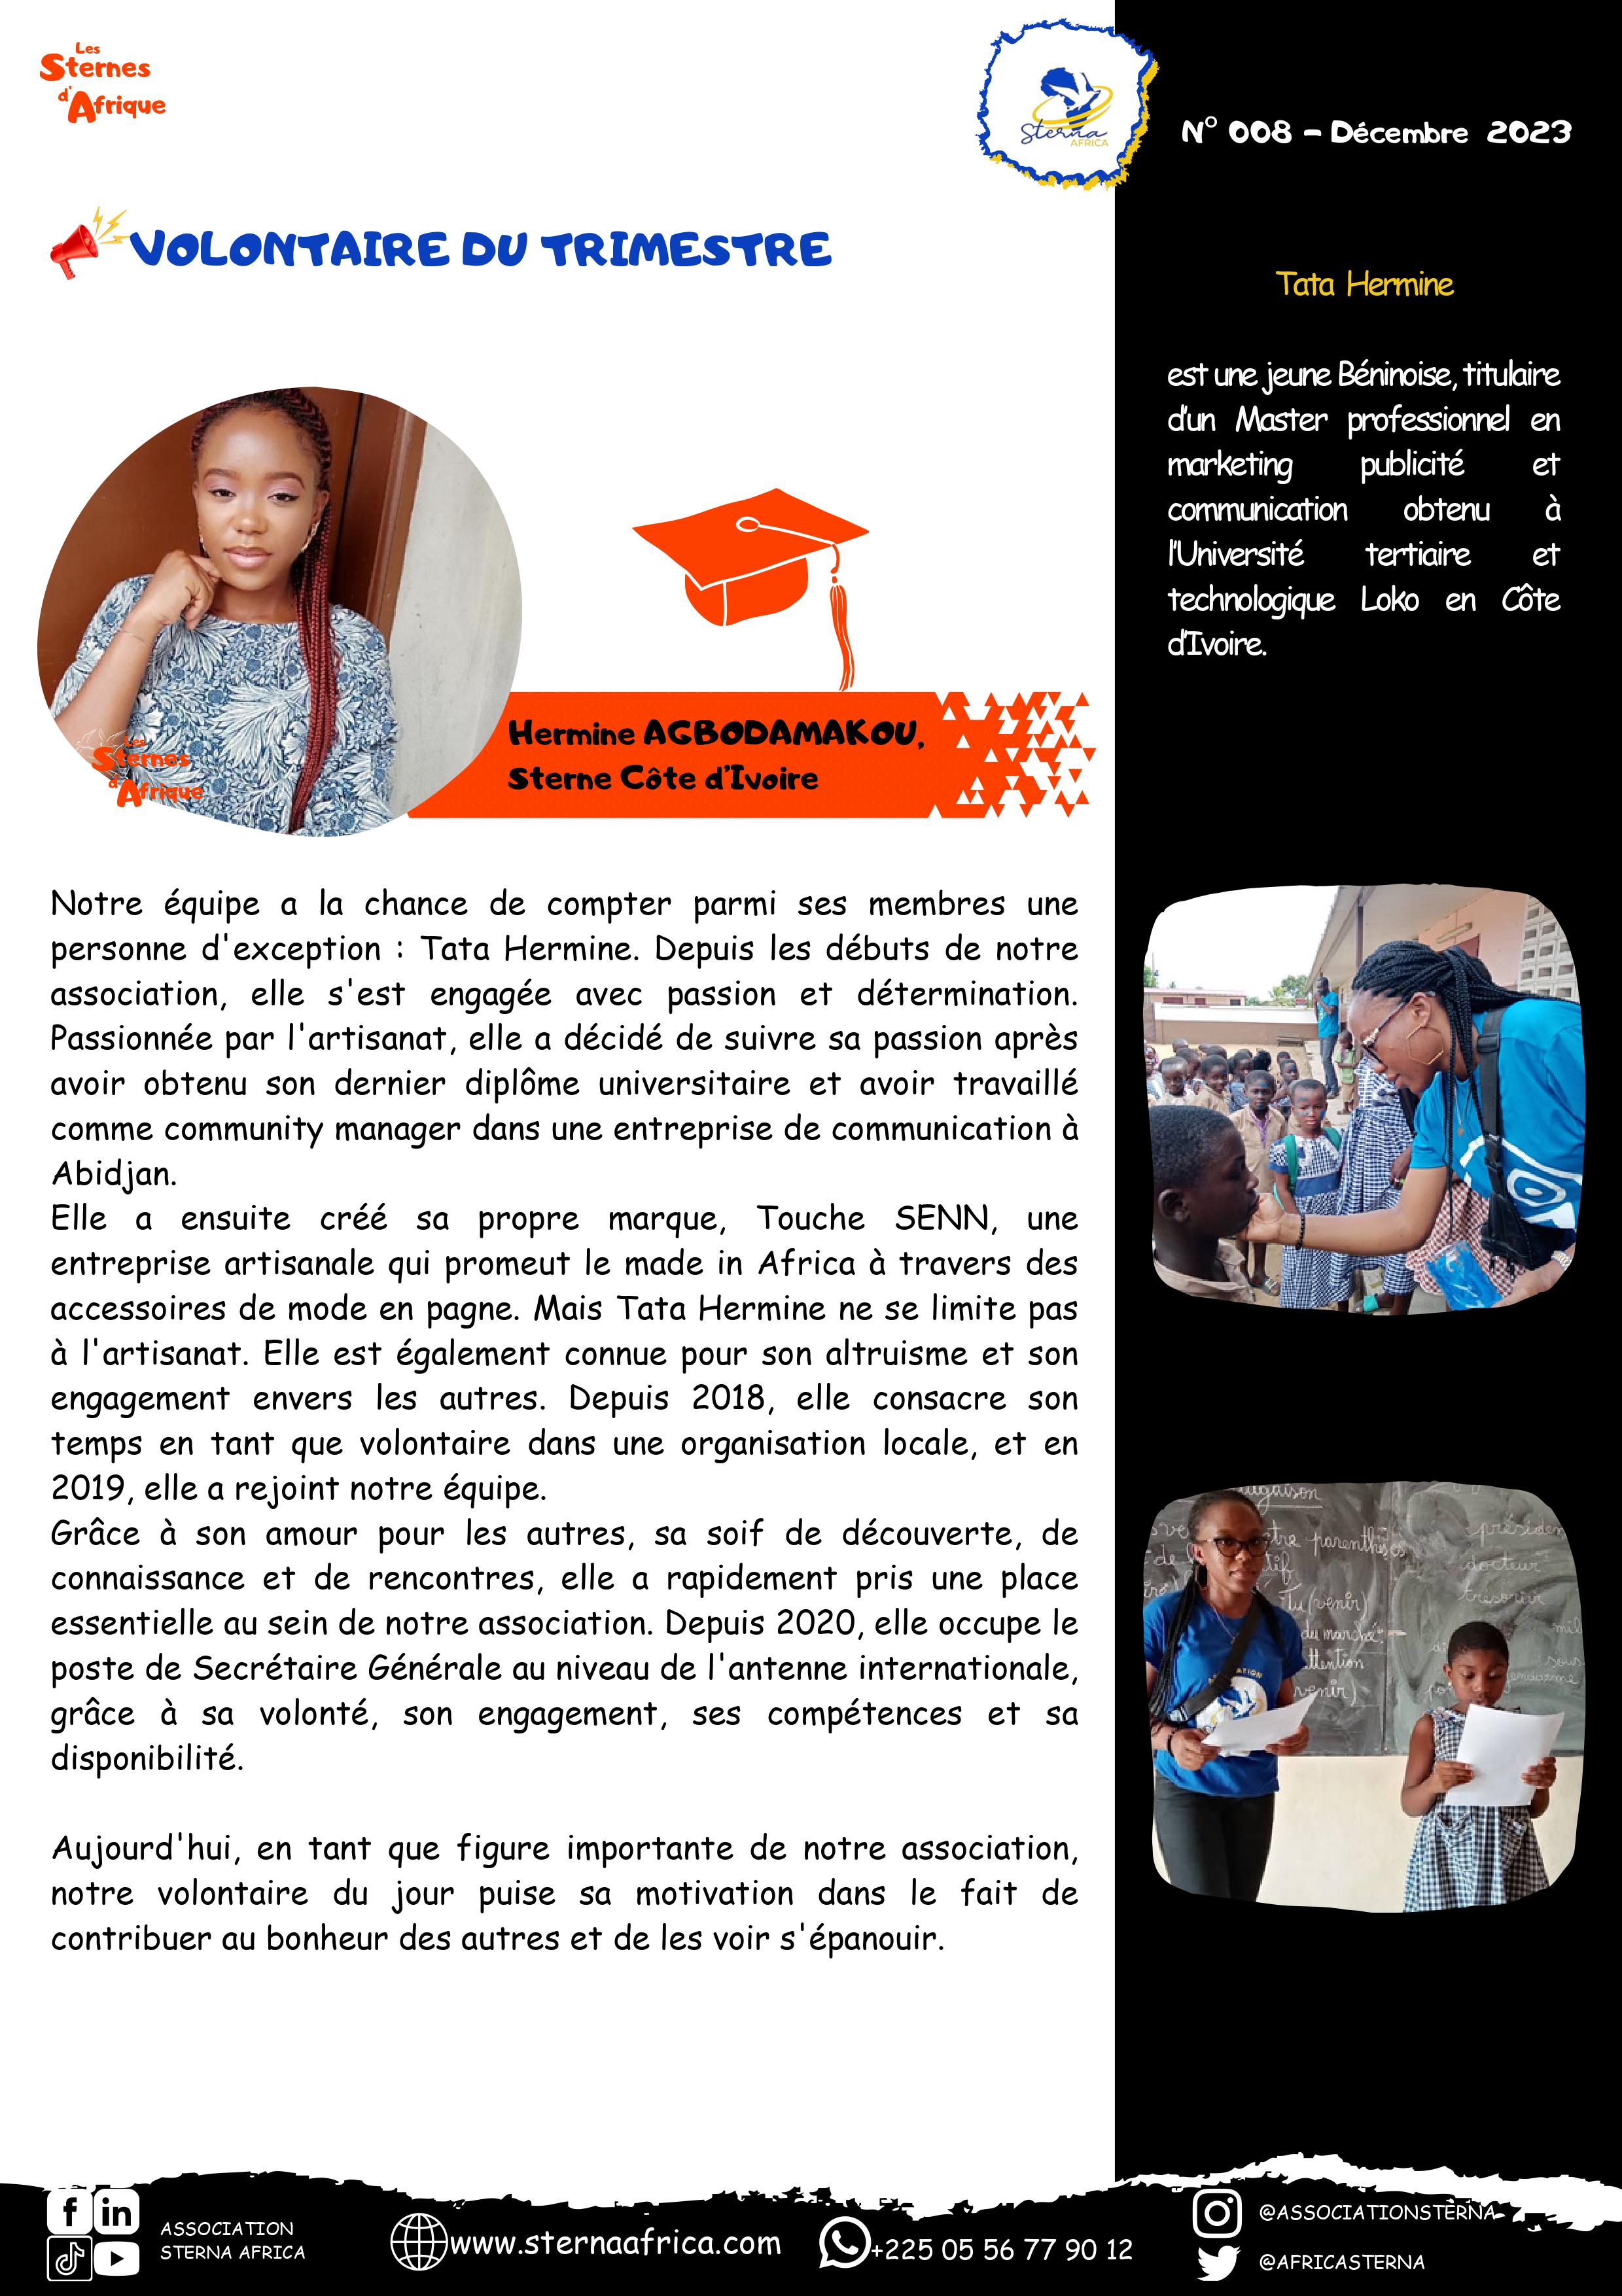 Les
Sternes
d'Afrique
Sterna
AFRICA
N° 008 - Décembre 2023
VOLONTAIRE DU TRIMESTRE
Tata Hermine
est une jeune Béninoise, titulaire
d'un Master professionnel en
marketing publicité et
communication obtenu à
l'Université tertiaire et
technologique Loko en Côte
d'Ivoire.
Les
Sternes
d'Afrique
Hermine AGBODAMAKOU,
Sterne Côte d'Ivoire
Notre équipe a la chance de compter parmi ses membres une
personne d'exception : Tata Hermine. Depuis les débuts de notre
association, elle s'est engagée avec passion et détermination.
Passionnée par l'artisanat, elle a décidé de suivre sa passion après
avoir obtenu son dernier diplôme universitaire et avoir travaillé
comme community manager dans une entreprise de communication à
Abidjan.
Elle a ensuite créé sa propre marque, Touche SENN, une
entreprise artisanale qui promeut le made in Africa à travers des
accessoires de mode en pagne. Mais Tata Hermine ne se limite pas
à l'artisanat. Elle est également connue pour son altruisme et son
engagement envers les autres. Depuis 2018, elle consacre son
temps en tant que volontaire dans une organisation locale, et en
2019, elle a rejoint notre équipe.
Grâce à son amour pour les autres, sa soif de découverte, de
connaissance et de rencontres, elle a rapidement pris une place
essentielle au sein de notre association. Depuis 2020, elle occupe le
poste de Secrétaire Générale au niveau de l'antenne internationale,
grâce à sa volonté, son engagement, ses compétences et sa
disponibilité.
Aujourd'hui, en tant que figure importante de notre association,
notre volontaire du jour puise sa motivation dans le fait de
contribuer au bonheur des autres et de les voir s'épanouir.
parenthèses
Tu (venir)
du marché
docteur
ASSOCIATION
STERNA AFRICA
www.sternaafrica.com
+225 05 56 77 90 12
@ASSOCIATIONSTERNA
@AFRICASTERNA